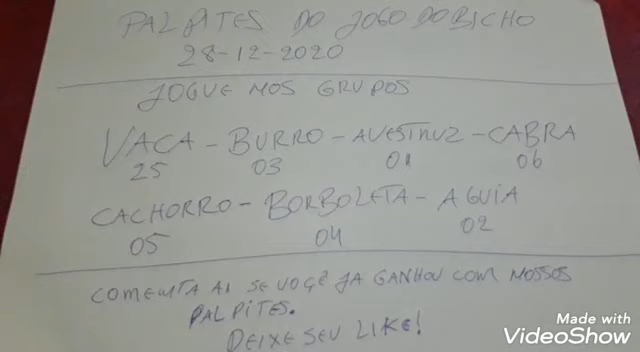 PALPITES DO JOGO DO BICHO
28-12-2020
JOGUE NOS GRUPOS
VACA - BURRO - AVESTRUZ - CABRA
25 03 01 06
CACHORRO - BORBOLETA - AGUIA
05 04 02
COMENTA AI SE VOÇÊ JA GANHOU COM NOSSOS
PALPITES.
DEIXE SEU LIKE!
Made with
VideoShow